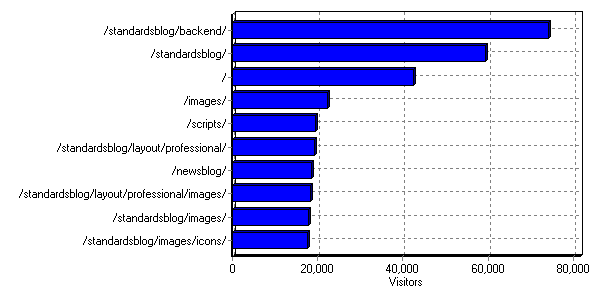 /standardsblog/backend/
/standardsblog/
/
/images/
/scripts/
/standardsblog/layout/professional/
/newsblog/
/standardsblog/layout/professional/images/
/standardsblog/images/
/standardsblog/images/icons/
0 20,000 40,000 60,000 80,000
Visitors